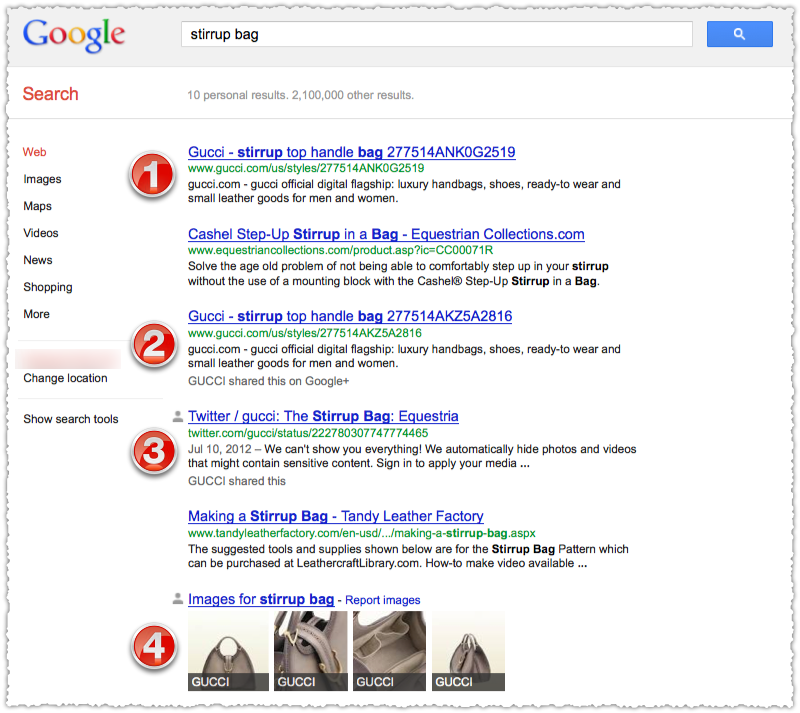 Google
stirrup bag
Search
10 personal results. 2,100,000 other results.
Web
Images
Maps
Videos
News
Shopping
More
Change location
Show search tools
1
Gucci - stirrup top handle bag 277514ANK0G2519
www.gucci.com/us/styles/277514ANK0G2519
gucci.com - gucci official digital flagship: luxury handbags, shoes, ready-to wear and
small leather goods for men and women.
Cashel Step-Up Stirrup in a Bag - Equestrian Collections.com
www.equestriancollections.com/product.asp?ic=CC00071R
Solve the age old problem of not being able to comfortably step up in your stirrup
without the use of a mounting block with the Cashel® Step-Up Stirrup in a Bag.
2
Gucci - stirrup top handle bag 277514AKZ5A2816
www.gucci.com/us/styles/277514AKZ5A2816
gucci.com - gucci official digital flagship: luxury handbags, shoes, ready-to wear and
small leather goods for men and women.
GUCCI shared this on Google+
3
Twitter / gucci: The Stirrup Bag: Equestria
twitter.com/gucci/status/222780307747774465
Jul 10, 2012 – We can't show you everything! We automatically hide photos and videos
that might contain sensitive content. Sign in to apply your media ...
GUCCI shared this
Making a Stirrup Bag - Tandy Leather Factory
www.tandyleatherfactory.com/en-usd/.../making-a-stirrup-bag.aspx
The suggested tools and supplies shown below are for the Stirrup Bag Pattern which
can be purchased at LeathercraftLibrary.com. How-to make video available ...
4
Images for stirrup bag - Report images
GUCCI GUCCI GUCCI GUCCI